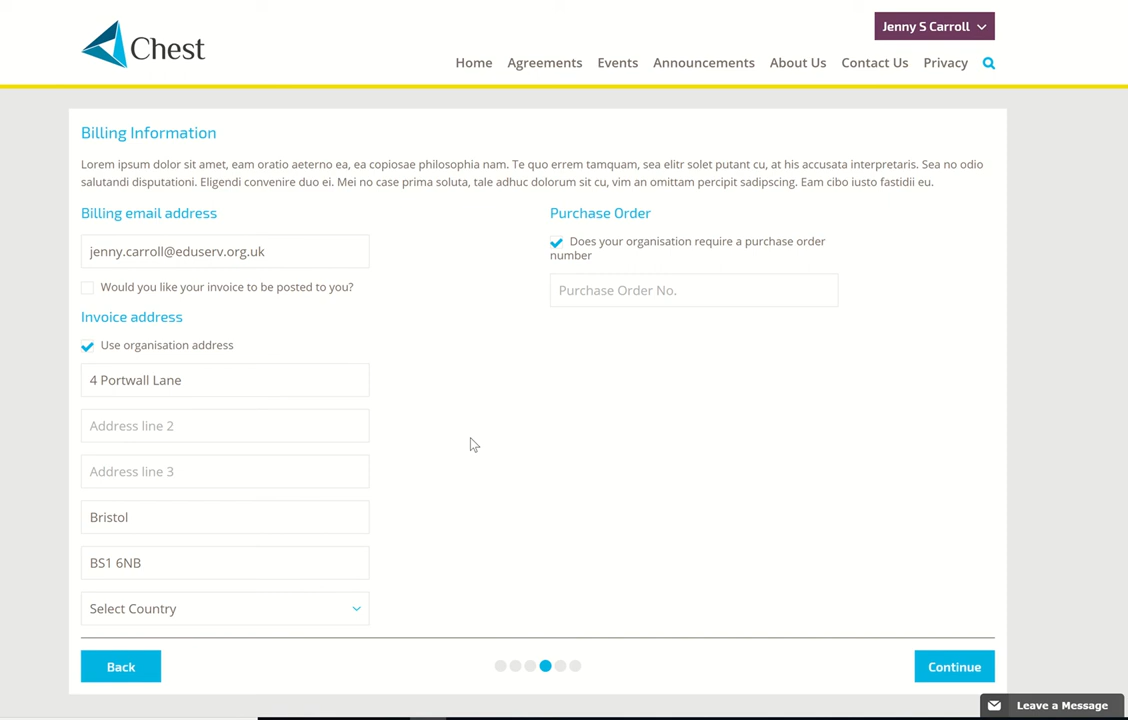 Chest
Jenny S Carroll
Home Agreements Events Announcements About Us Contact Us Privacy
Billing Information
Lorem ipsum dolor sit amet, eam oratio aeterno ea, ea copiosae philosophia nam. Te quo errem tamquam, sea elitr solet putant cu, at his accusata interpretaris. Sea no odio
salutandi disputationi. Eligendi convenire duo ei. Mei no case prima soluta, tale adhuc dolorum sit cu, vim an omittam percipit sadipscing. Eam cibo iusto fastidii eu.
Billing email address
jenny.carroll@eduserv.org.uk
Would you like your invoice to be posted to you?
Invoice address
Use organisation address
4 Portwall Lane
Address line 2
Address line 3
Bristol
BS1 6NB
Select Country
Purchase Order
Does your organisation require a purchase order
number
Purchase Order No.
Back
Continue
Leave a Message